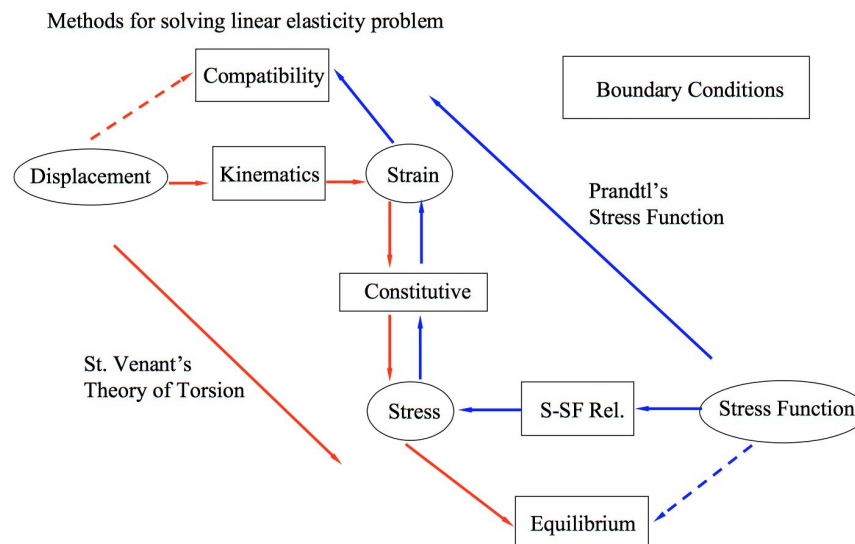 Methods for solving linear elasticity problem
Compatibility
Boundary Conditions
Displacement
Kinematics
Strain
Prandtl's
Stress Function
Constitutive
St. Venant's
Theory of Torsion
Stress
S-SF Rel.
Stress Function
Equilibrium